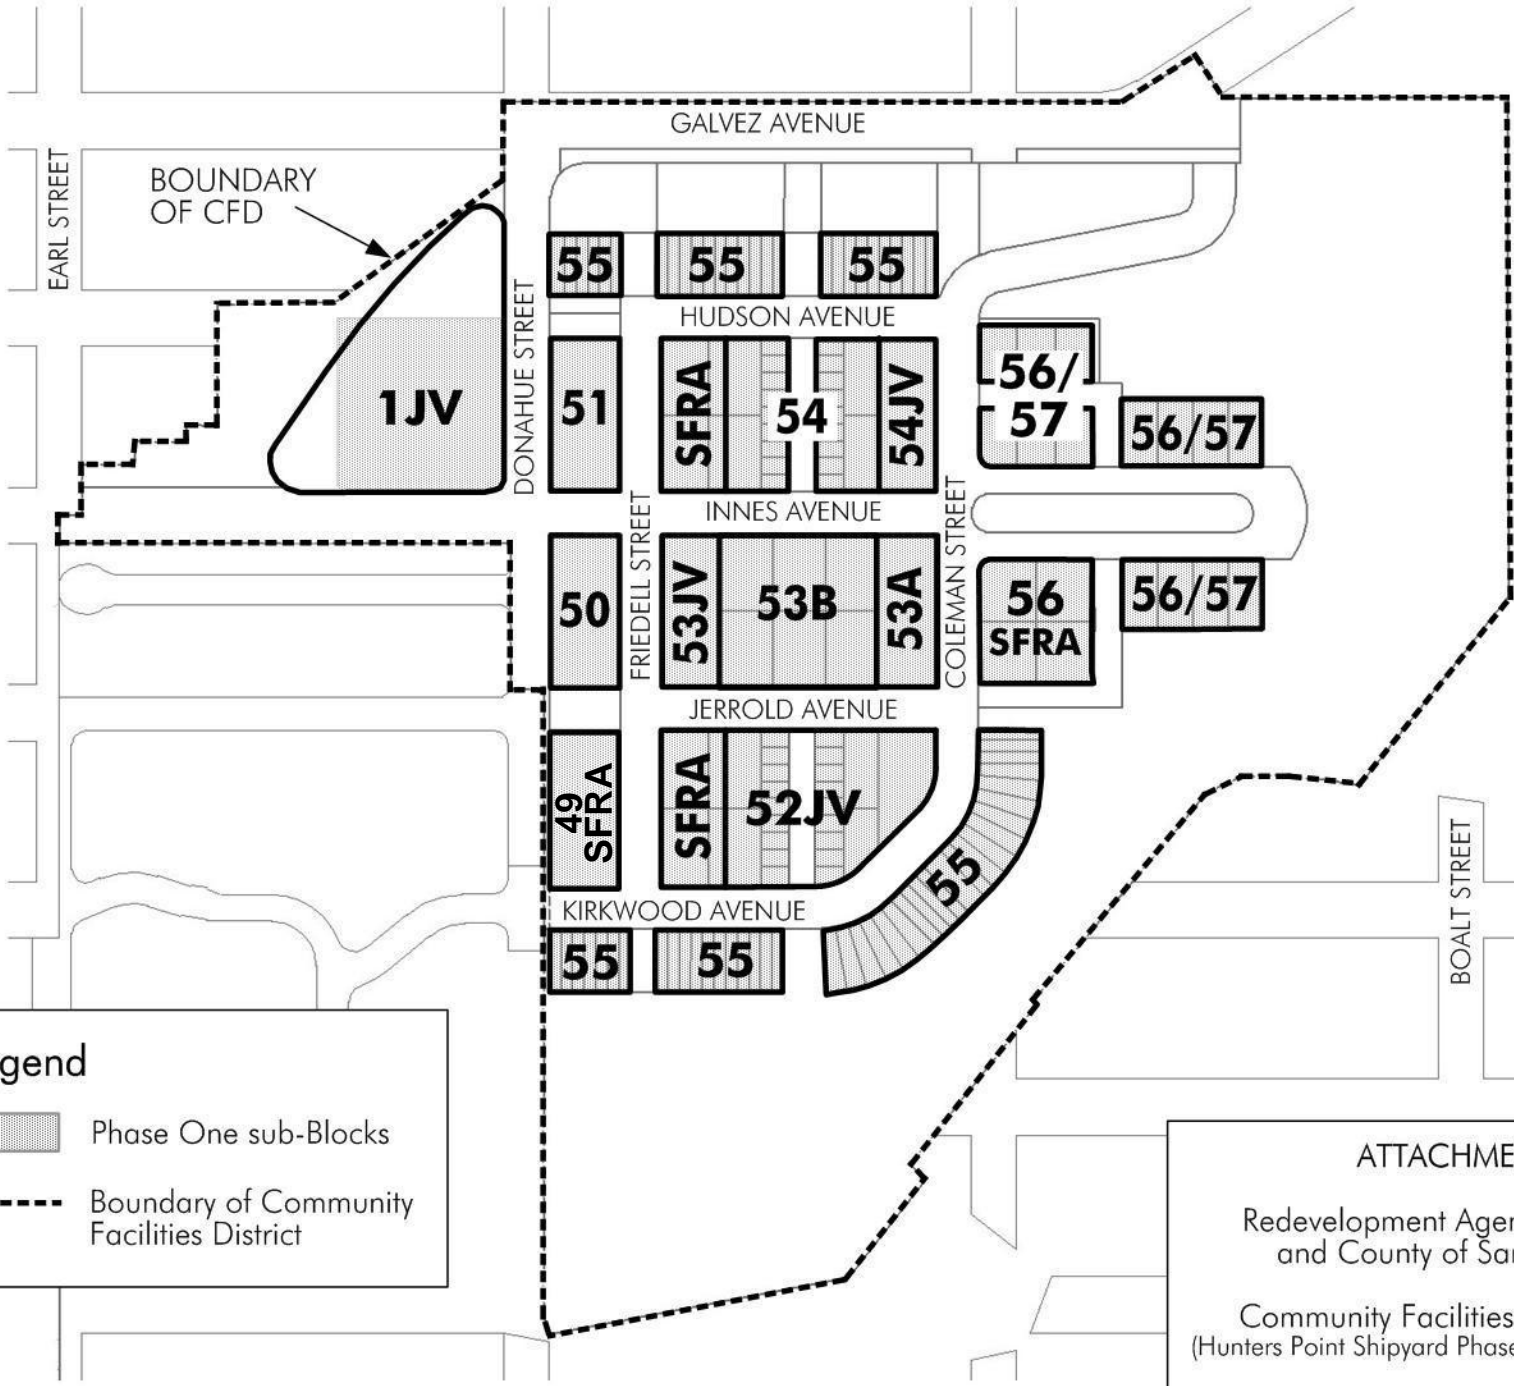 GALVEZ AVENUE
EARL STREET
BOUNDARY
OF CFD
55
55
55
DONAHUE STREET
HUDSON AVENUE
1JV
51
SFRA
54
54JV
56/
57
56/57
INNES AVENUE
FRIEDELL STREET
COLEMAN STREET
50
53JV
53B
53A
56
SFRA
56/57
JERROLD AVENUE
49
SFRA
SFRA
52JV
55
BOALT STREET
KIRKWOOD AVENUE
55
55
gend
Phase One sub-Blocks
Boundary of Community
Facilities District
ATTACHME
Redevelopment Agen
and County of Sa
Community Facilities
(Hunters Point Shipyard Phase